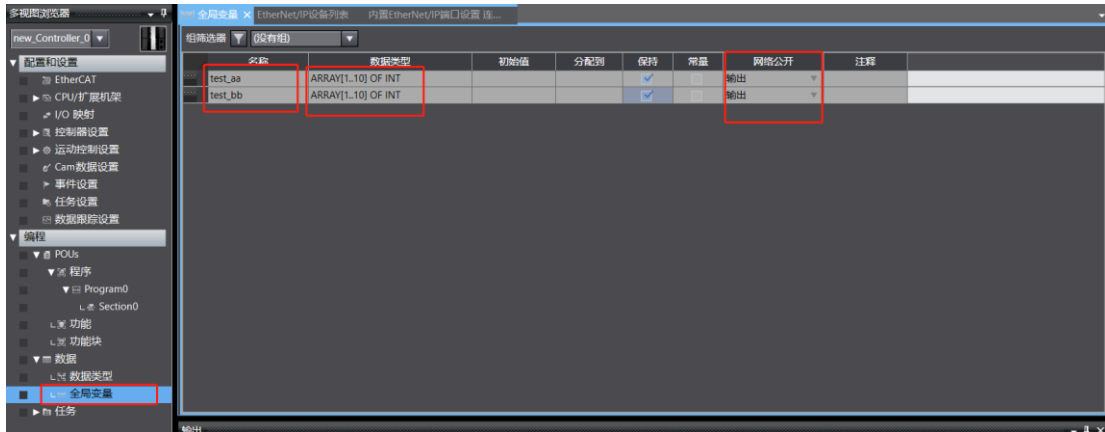 多视图浏览器
new_Controller_0
配置和设置
EtherCAT
CPU/扩展机架
I/O 映射
控制器设置
运动控制设置
Cam数据设置
事件设置
任务设置
数据跟踪设置
编程
POUs
程序
Program0
Section0
功能
功能块
数据
数据类型
全局变量
任务
全局变量 EtherNet/IP设备列表 内置EtherNet/IP端口设置 连...
组筛选器 (没有组)
名称 数据类型 初始值 分配到 保持 常量 网络公开 注释
test_aa ARRAY[1..10] OF INT 输出
test_bb ARRAY[1..10] OF INT 输出
输出